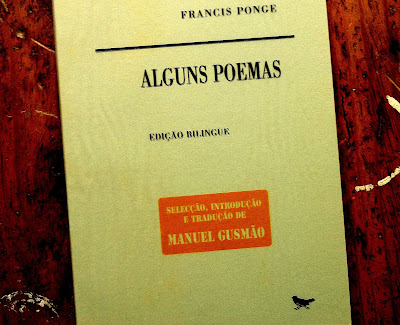 FRANCIS PONGE
ALGUNS POEMAS
EDIÇÃO BILINGUE
SELECÇÃO, INTRODUÇÃO
E TRADUÇÃO DE
MANUEL GUSMÃO